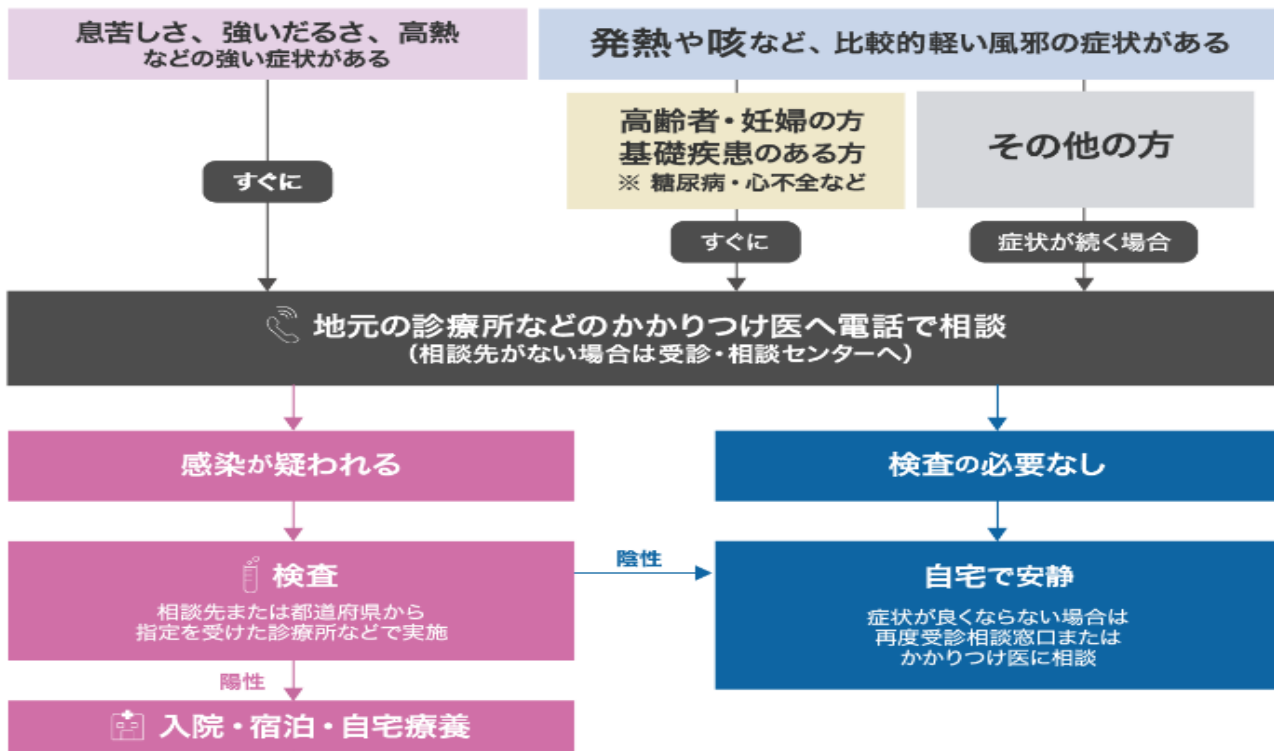 息苦しさ、強いだるさ、高熱
などの強い症状がある
発熱や咳など、比較的軽い風邪の症状がある
高齢者・妊婦の方
基礎疾患のある方
※ 糖尿病・心不全など
その他の方
すぐに
すぐに
症状が続く場合
地元の診療所などのかかりつけ医へ電話で相談
(相談先がない場合は受診・相談センターへ)
感染が疑われる
検査の必要なし
検査
相談先または都道府県から
指定を受けた診療所などで実施
陰性
自宅で安静
症状が良くならない場合は
再度受診相談窓口または
かかりつけ医に相談
陽性
入院・宿泊・自宅療養